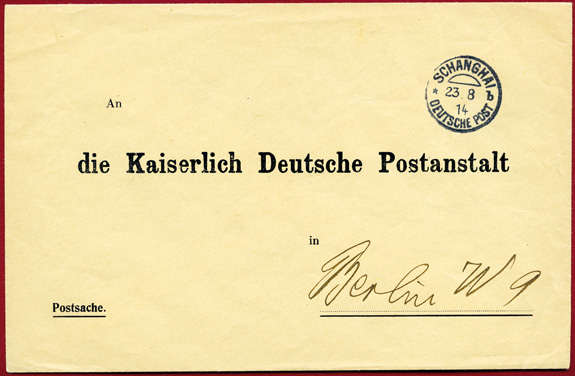 SCHANGHAI
* 23 8 b
14
DEUTSCHE POST
An
die Kaiserlich Deutsche Postanstalt
in
Berlin W 9
Postsache.